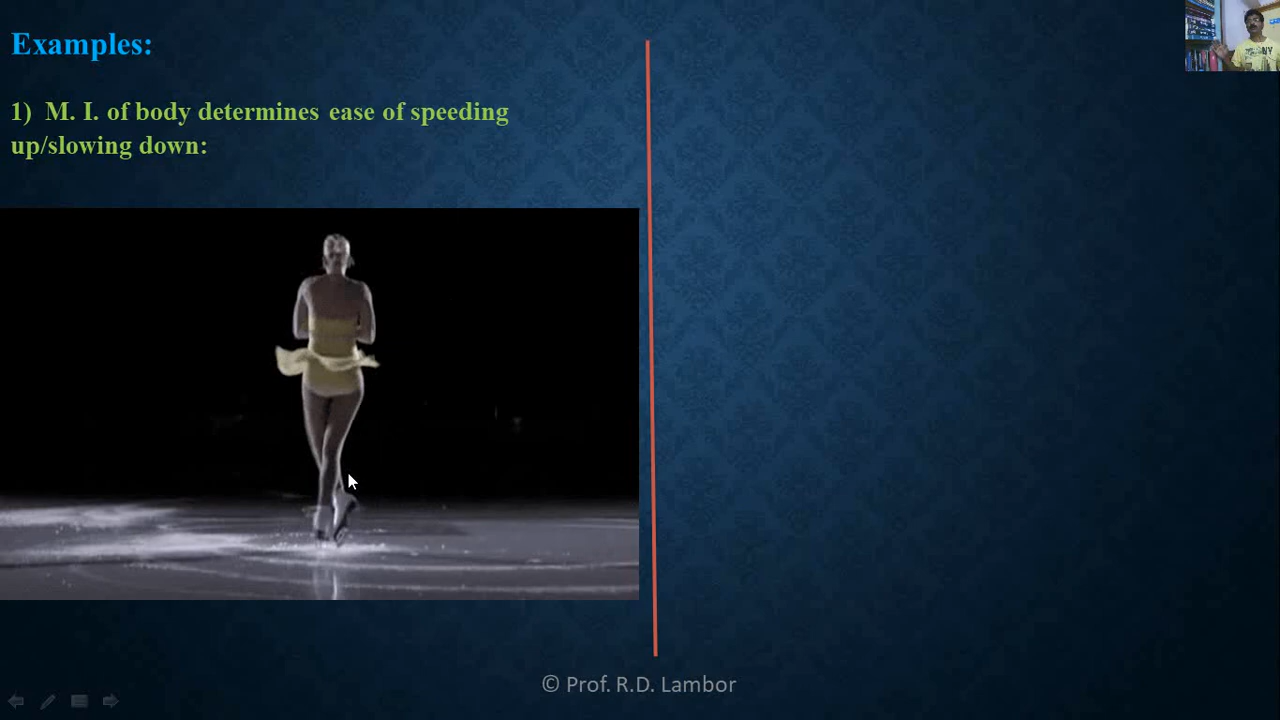 Examples:
1) M. I. of body determines ease of speeding
up/slowing down:
© Prof. R.D. Lambor